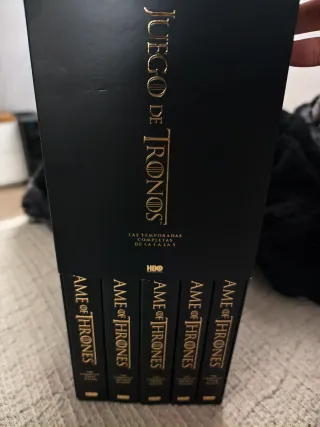 JUEGO DE TRONOS
LAS TEMPORADAS
COMPLETAS
DE LA 1 A LA 5
HBO
AME OF THRONES
AME OF THRONES
AME OF THRONES
AME OF THRONES
AME OF THRONES